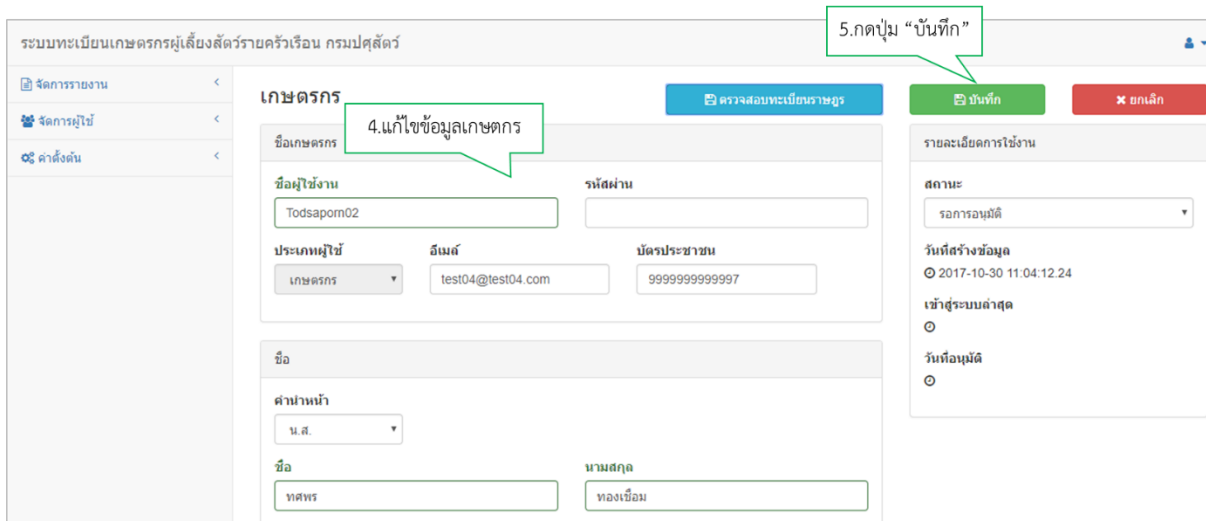 5.กดปุ่ม “บันทึก”
ระบบทะเบียนเกษตรกรผู้เลี้ยงสัตว์รายครัวเรือน กรมปศุสัตว์
จัดการรายงาน
จัดการผู้ใช้
ค่าตั้งต้น
เกษตรกร
ตรวจสอบทะเบียนราษฎร
บันทึก
ยกเลิก
4.แก้ไขข้อมูลเกษตกร
ชื่อเกษตรกร
ชื่อผู้ใช้งาน
รหัสผ่าน
Todsaporn02
ประเภทผู้ใช้
อีเมล์
บัตรประชาชน
เกษตรกร
test04@test04.com
9999999999997
ชื่อ
คำนำหน้า
น.ส.
ชื่อ
นามสกุล
ทศพร
ทองเชื่อม
รายละเอียดการใช้งาน
สถานะ
รอการอนุมัติ
วันที่สร้างข้อมูล
2017-10-30 11:04:12.24
เข้าสู่ระบบล่าสุด
วันที่อนุมัติ